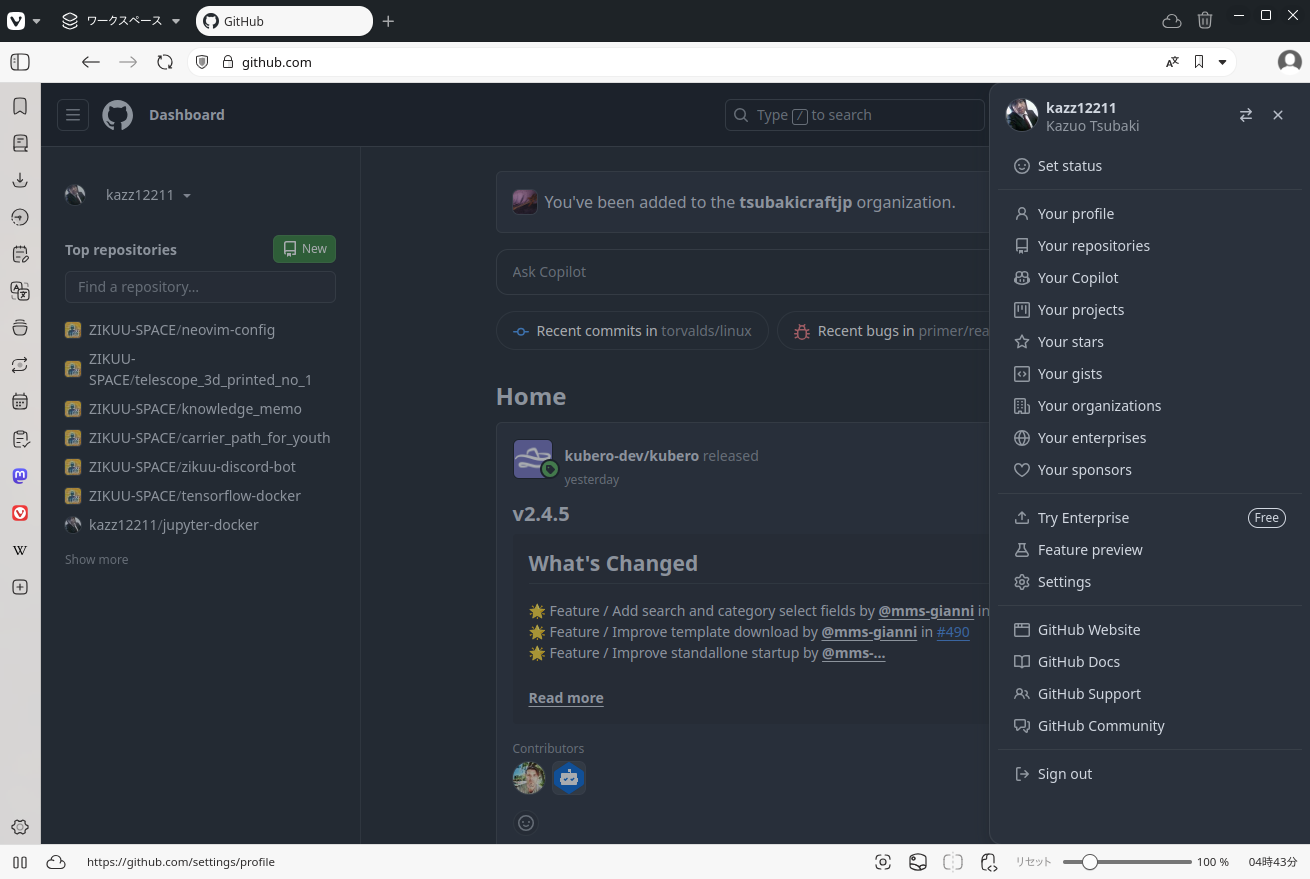 ワークスペース
GitHub
github.com
Dashboard
Type / to search
kazz12211
Kazuo Tsubaki
Set status
Your profile
Your repositories
Your Copilot
Your projects
Your stars
Your gists
Your organizations
Your enterprises
Your sponsors
Try Enterprise Free
Feature preview
Settings
GitHub Website
GitHub Docs
GitHub Support
GitHub Community
Sign out
kazz12211
Top repositories
New
Find a repository...
ZIKUU-SPACE/neovim-config
ZIKUU-
SPACE/telescope_3d_printed_no_1
ZIKUU-SPACE/knowledge_memo
ZIKUU-SPACE/carrier_path_for_youth
ZIKUU-SPACE/zikuu-discord-bot
ZIKUU-SPACE/tensorflow-docker
kazz12211/jupyter-docker
Show more
You've been added to the tsubakicraftjp organization.
Ask Copilot
Recent commits in torvalds/linux
Recent bugs in primer/rea
Home
kubero-dev/kubero released
yesterday
v2.4.5
What's Changed
🌟 Feature / Add search and category select fields by @mms-gianni in
🌟 Feature / Improve template download by @mms-gianni in #490
🌟 Feature / Improve standallone startup by @mms-...
Read more
Contributors
https://github.com/settings/profile
リセット
100 %
04時43分